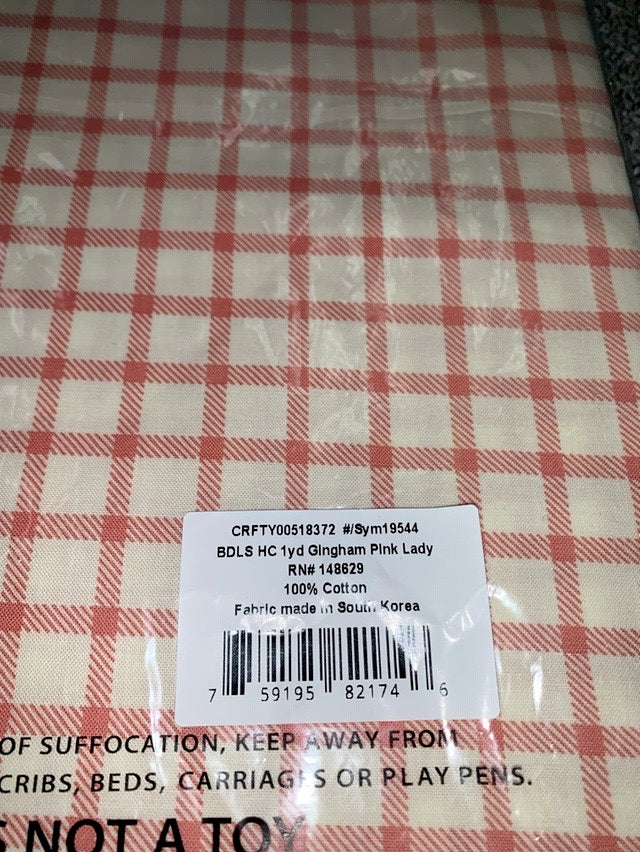 CRFTY00518372 #/Sym19544
BDLS HC 1yd Gingham Pink Lady
RN# 148629
100% Cotton
Fabric made in South Korea
7 59195 82174 6
OF SUFFOCATION, KEEP AWAY FROM
CRIBS, BEDS, CARRIAGES OR PLAY PENS.
NOT A TOY